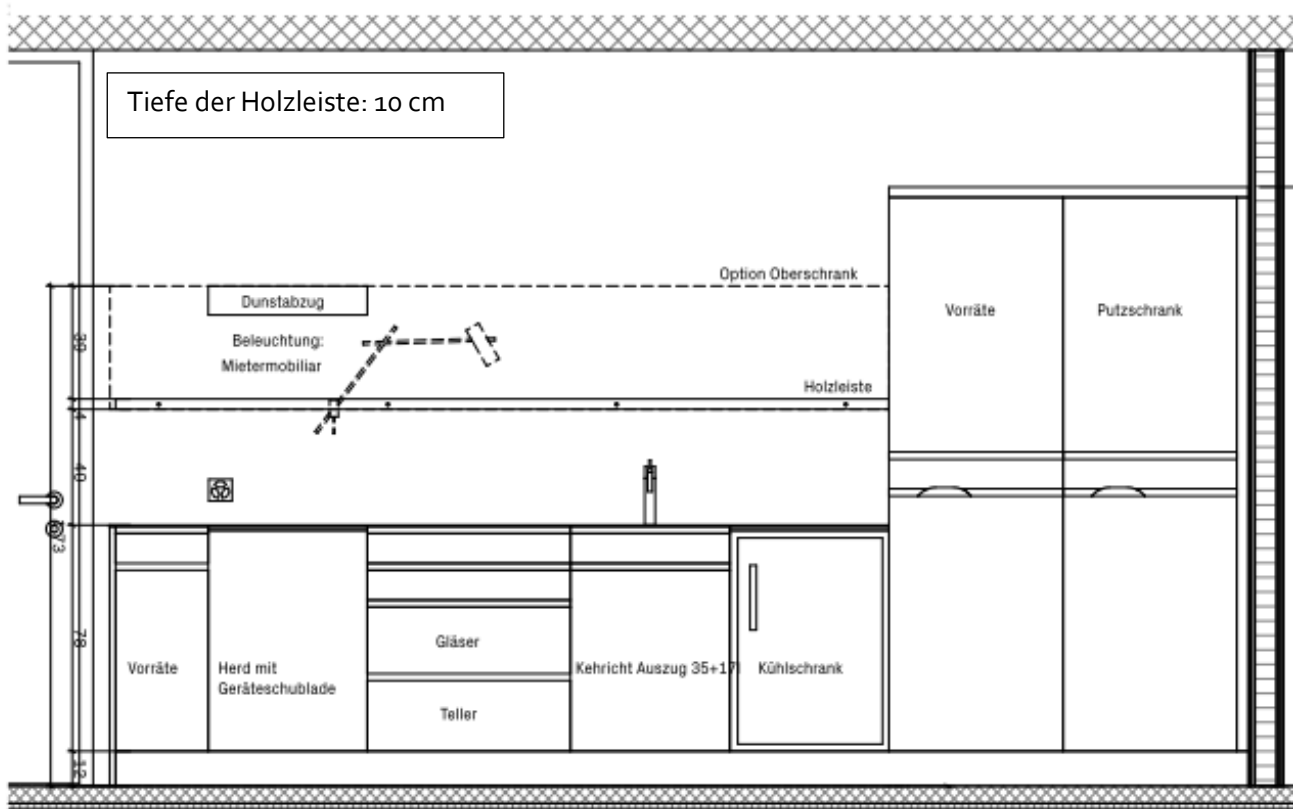 Tiefe der Holzleiste: 10 cm
Option Oberschrank
Dunstabzug
Vorräte
Putzschrank
Beleuchtung:
Mietermobiliar
39
Holzleiste
4
40
173
78
Gläser
Vorräte
Herd mit
Geräteschublade
Kehricht Auszug 35+17l
Kühlschrank
Teller
12